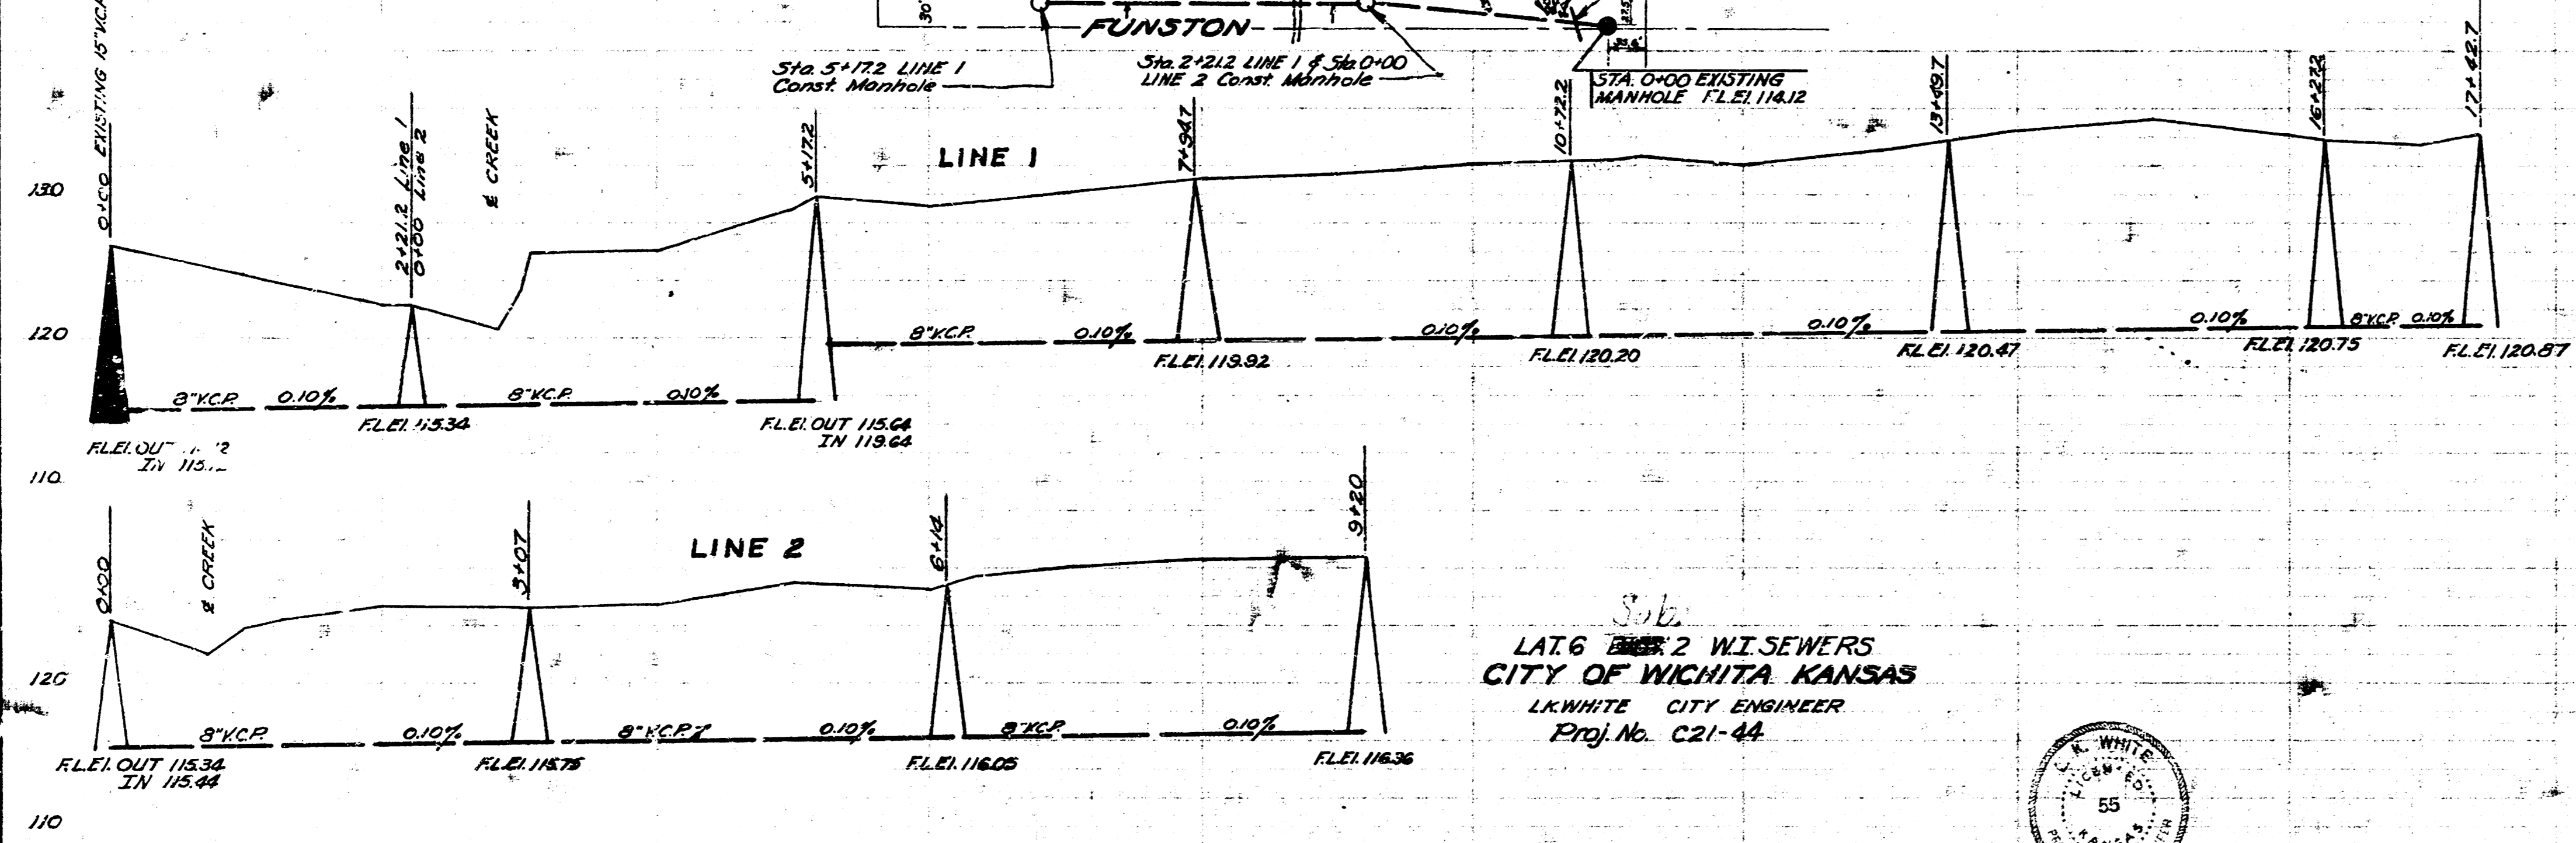 30'
FUNSTON
Sta. 5+17.2 LINE 1
Const. Manhole
Sta. 2+21.2 LINE 1 & Sta. 0+00
LINE 2 Const. Manhole
STA. 0+00 EXISTING
MANHOLE F.L.El. 114.12
0+00 EXISTING 15" V.C.P.
2+21.2 Line 1
0+00 Line 2
℄ CREEK
5+17.2
LINE 1
7+94.7
10+72.2
13+49.7
16+27.2
17+42.7
130
120
110
8" V.C.P. 0.10%
8" V.C.P. 0.10%
8" V.C.P. 0.10%
0.10%
0.10%
0.10%
8" V.C.P. 0.10%
F.L.El. OUT
IN
F.L.El. 115.34
F.L.El. OUT 115.64
IN 119.64
F.L.El. 119.92
F.L.El. 120.20
F.L.El. 120.47
F.L.El. 120.75
F.L.El. 120.87
0+00
℄ CREEK
3+07
LINE 2
6+14
9+20
120
110
8" V.C.P. 0.10%
8" V.C.P. 0.10%
8" V.C.P. 0.10%
F.L.El. OUT 115.34
IN 115.44
F.L.El. 115.75
F.L.El. 116.05
F.L.El. 116.36
Sub.
LAT. 6 2 W.I. SEWERS
CITY OF WICHITA KANSAS
L.K. WHITE CITY ENGINEER
Proj. No. C21-44
K. WHITE
LICENSED
55
KANSAS